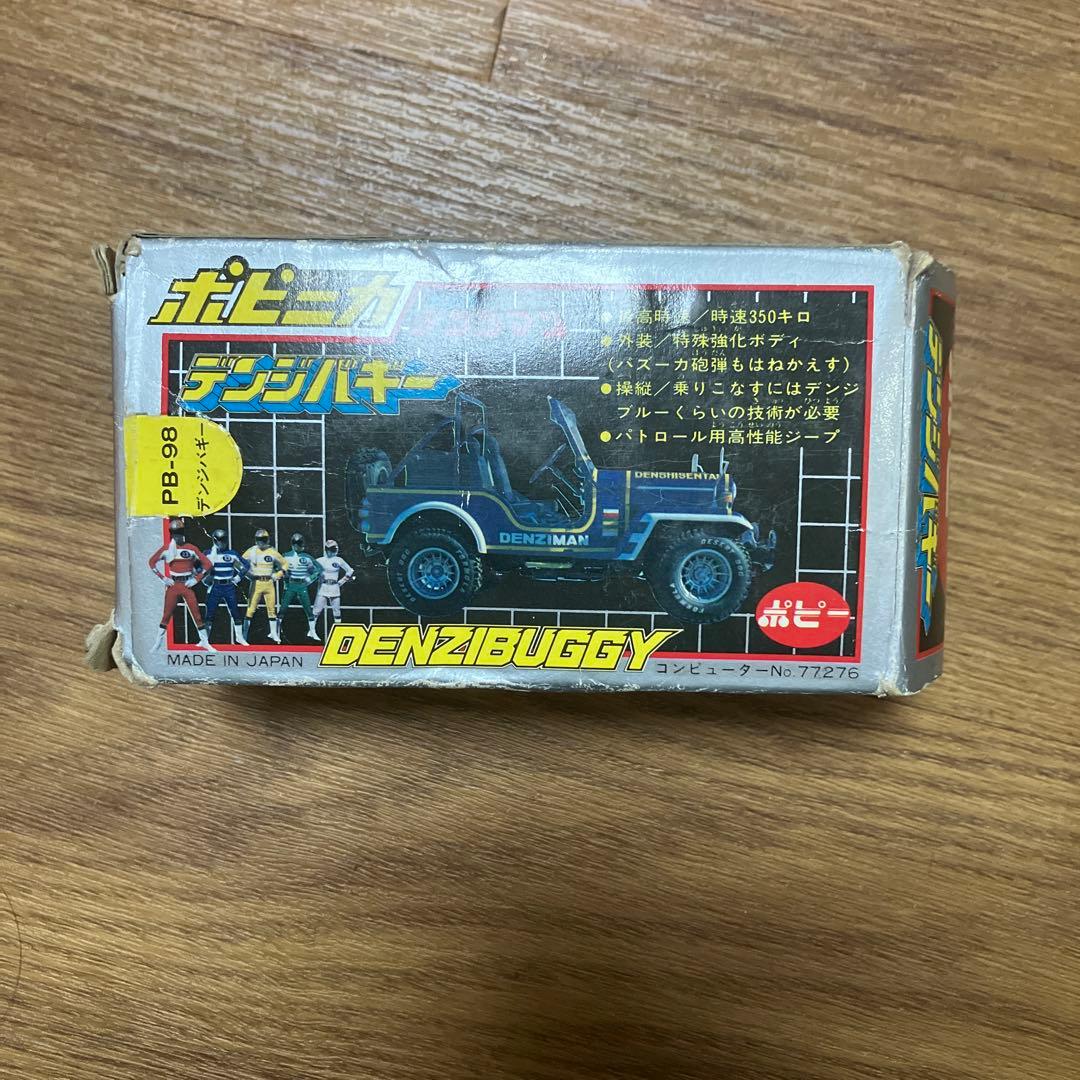 ポピニカ
デンジバギー
PB-98
デンジバギー
●最高時速/時速350キロ
●外装/特殊強化ボディ
(バズーカ砲弾もはねかえす)
●操縦/乗りこなすにはデンジ
ブルーくらいの技術が必要
●パトロール用高性能ジープ
DENSHISENTAI
DENZIMAN
ポピー
DENZIBUGGY
MADE IN JAPAN
コンピューターNo.77276